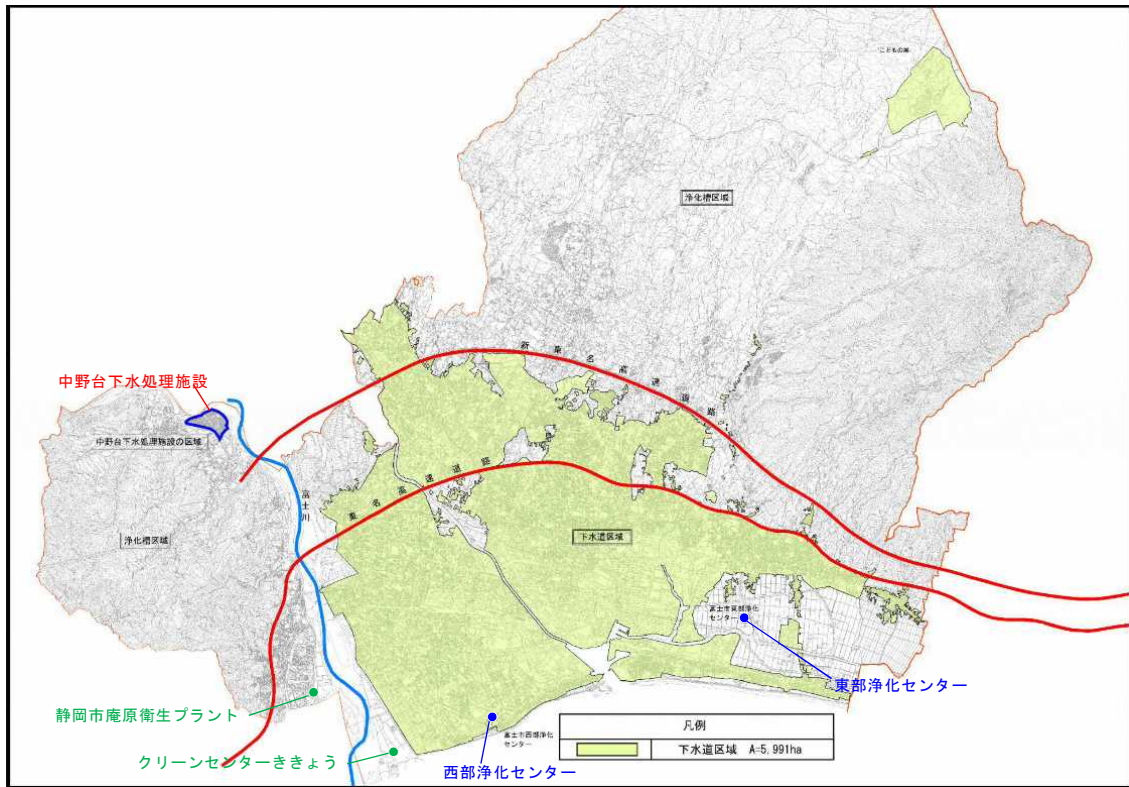 こどもの国
浄化槽区域
新東名高速道路
中野台下水処理施設
中野台下水処理施設の区域
富士川
東名高速道路
浄化槽区域
下水道区域
富士市東部浄化
センター
東部浄化センター
静岡市庵原衛生プラント
クリーンセンターききょう
富士市西部浄化
センター
西部浄化センター
凡例
下水道区域 A=5,991ha